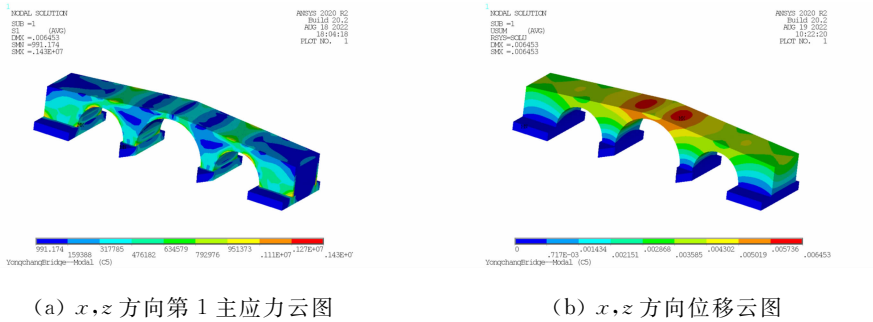 1
NODAL SOLUTION
SUB =1
S1 (AVG)
DMX =.006453
SMN =991.174
SMX =.143E+07
ANSYS 2020 R2
Build 20.2
AUG 18 2022
18:04:18
PLOT NO. 1
991.174 317785 634579 951373 .127E+07
159388 476182 792976 .111E+07 .143E+07
YongchangBridge--Modal (C5)
1
NODAL SOLUTION
SUB =1
USUM (AVG)
RSYS=SOLU
DMX =.006453
SMX =.006453
ANSYS 2020 R2
Build 20.2
AUG 19 2022
10:22:20
PLOT NO. 1
0 .001434 .002868 .004302 .005736
.717E-03 .002151 .003585 .005019 .006453
YongchangBridge--Modal (C5)
(a) x,z方向第1主应力云图
(b) x,z方向位移云图